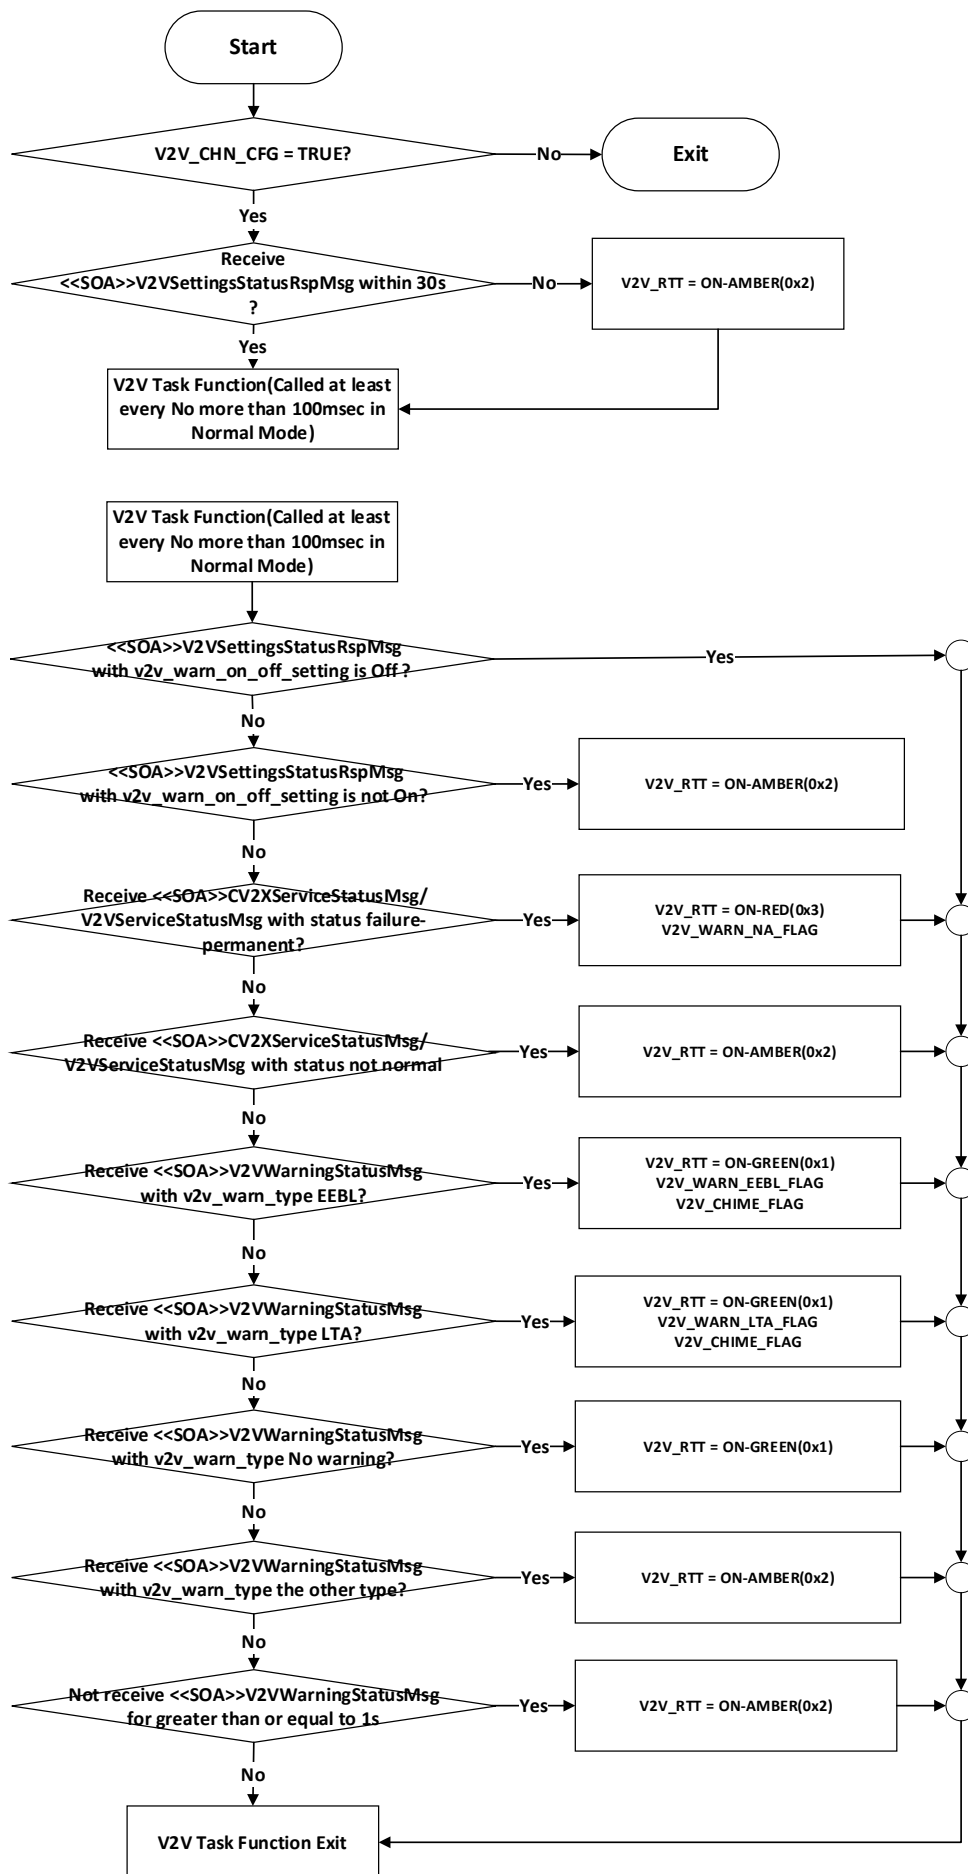 Start
V2V_CHN_CFG = TRUE?
No
Exit
Yes
Receive
<<SOA>>V2VSettingsStatusRspMsg within 30s
?
No
V2V_RTT = ON-AMBER(0x2)
Yes
V2V Task Function(Called at least
every No more than 100msec in
Normal Mode)
V2V Task Function(Called at least
every No more than 100msec in
Normal Mode)
<<SOA>>V2VSettingsStatusRspMsg
with v2v_warn_on_off_setting is Off ?
Yes
No
<<SOA>>V2VSettingsStatusRspMsg
with v2v_warn_on_off_setting is not On?
Yes
V2V_RTT = ON-AMBER(0x2)
No
Receive <<SOA>>CV2XServiceStatusMsg/
V2VServiceStatusMsg with status failure-
permanent?
Yes
V2V_RTT = ON-RED(0x3)
V2V_WARN_NA_FLAG
No
Receive <<SOA>>CV2XServiceStatusMsg/
V2VServiceStatusMsg with status not normal
Yes
V2V_RTT = ON-AMBER(0x2)
No
Receive <<SOA>>V2VWarningStatusMsg
with v2v_warn_type EEBL?
Yes
V2V_RTT = ON-GREEN(0x1)
V2V_WARN_EEBL_FLAG
V2V_CHIME_FLAG
No
Receive <<SOA>>V2VWarningStatusMsg
with v2v_warn_type LTA?
Yes
V2V_RTT = ON-GREEN(0x1)
V2V_WARN_LTA_FLAG
V2V_CHIME_FLAG
No
Receive <<SOA>>V2VWarningStatusMsg
with v2v_warn_type No warning?
Yes
V2V_RTT = ON-GREEN(0x1)
No
Receive <<SOA>>V2VWarningStatusMsg
with v2v_warn_type the other type?
Yes
V2V_RTT = ON-AMBER(0x2)
No
Not receive <<SOA>>V2VWarningStatusMsg
for greater than or equal to 1s
Yes
V2V_RTT = ON-AMBER(0x2)
No
V2V Task Function Exit